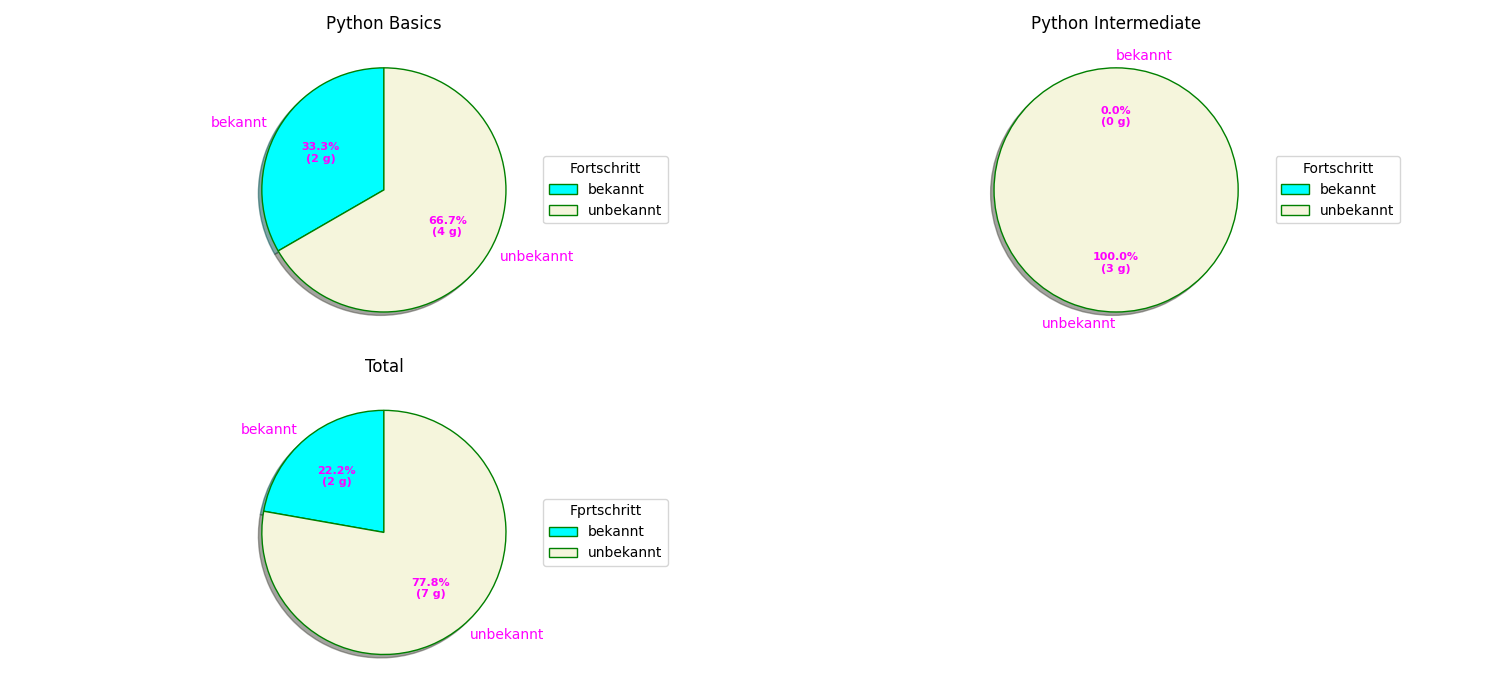 Python Basics
bekannt
33.3%
(2 g)
66.7%
(4 g)
unbekannt
Fortschritt
bekannt
unbekannt
Python Intermediate
bekannt
0.0%
(0 g)
100.0%
(3 g)
unbekannt
Fortschritt
bekannt
unbekannt
Total
bekannt
22.2%
(2 g)
77.8%
(7 g)
unbekannt
Fprtschritt
bekannt
unbekannt